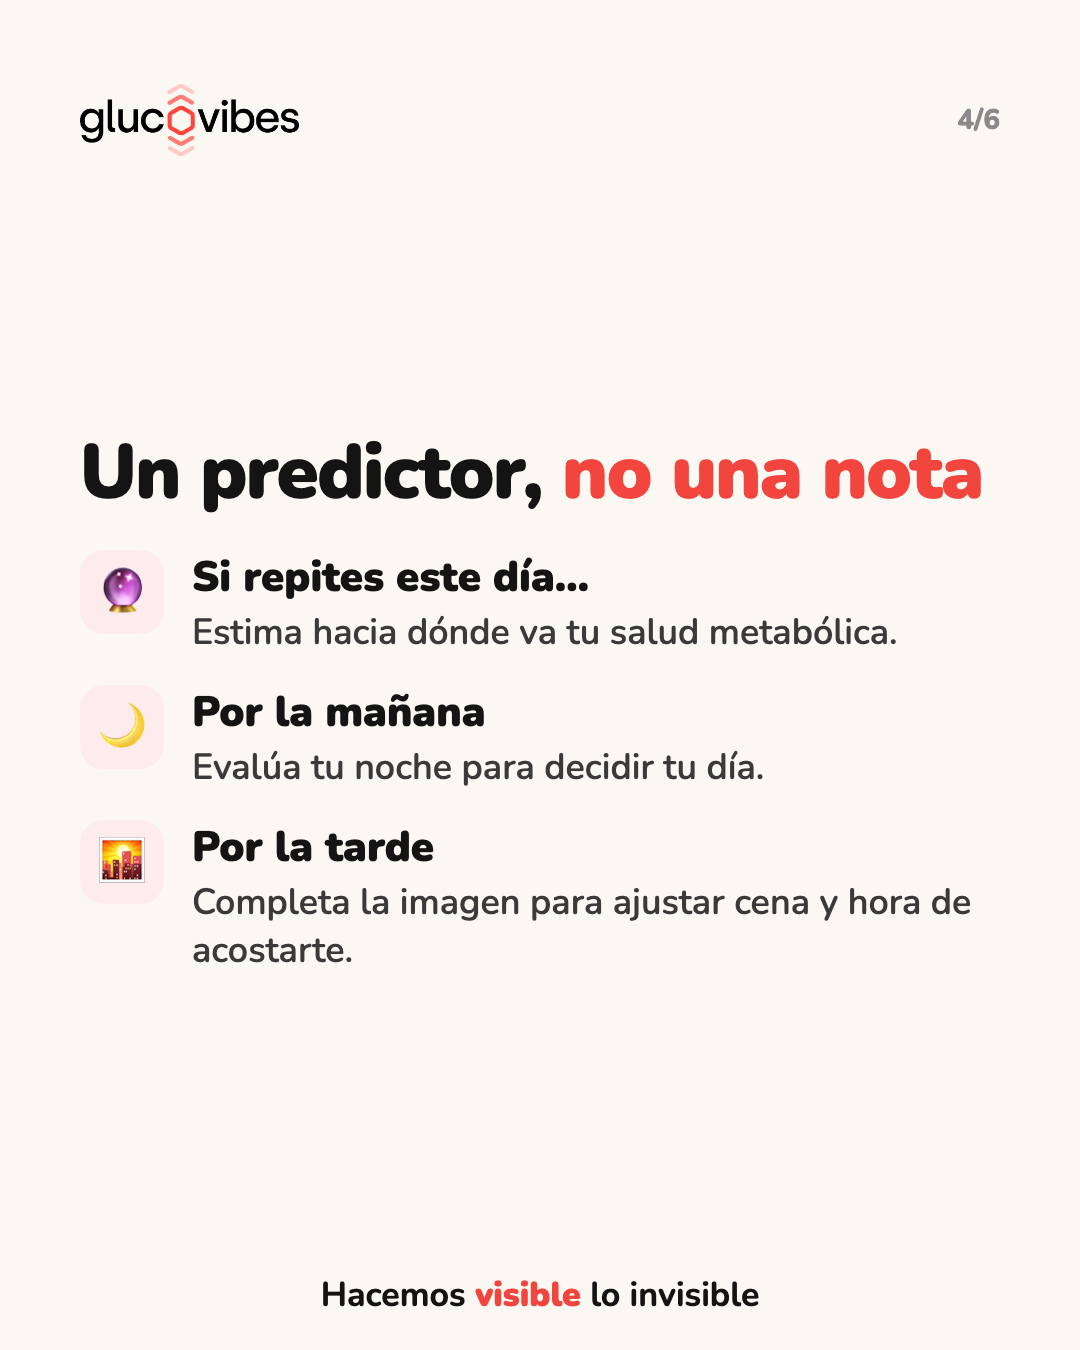 glucovibes
4/6
Un predictor, no una nota
Si repites este día...
Estima hacia dónde va tu salud metabólica.
Por la mañana
Evalúa tu noche para decidir tu día.
Por la tarde
Completa la imagen para ajustar cena y hora de
acostarte.
Hacemos visible lo invisible